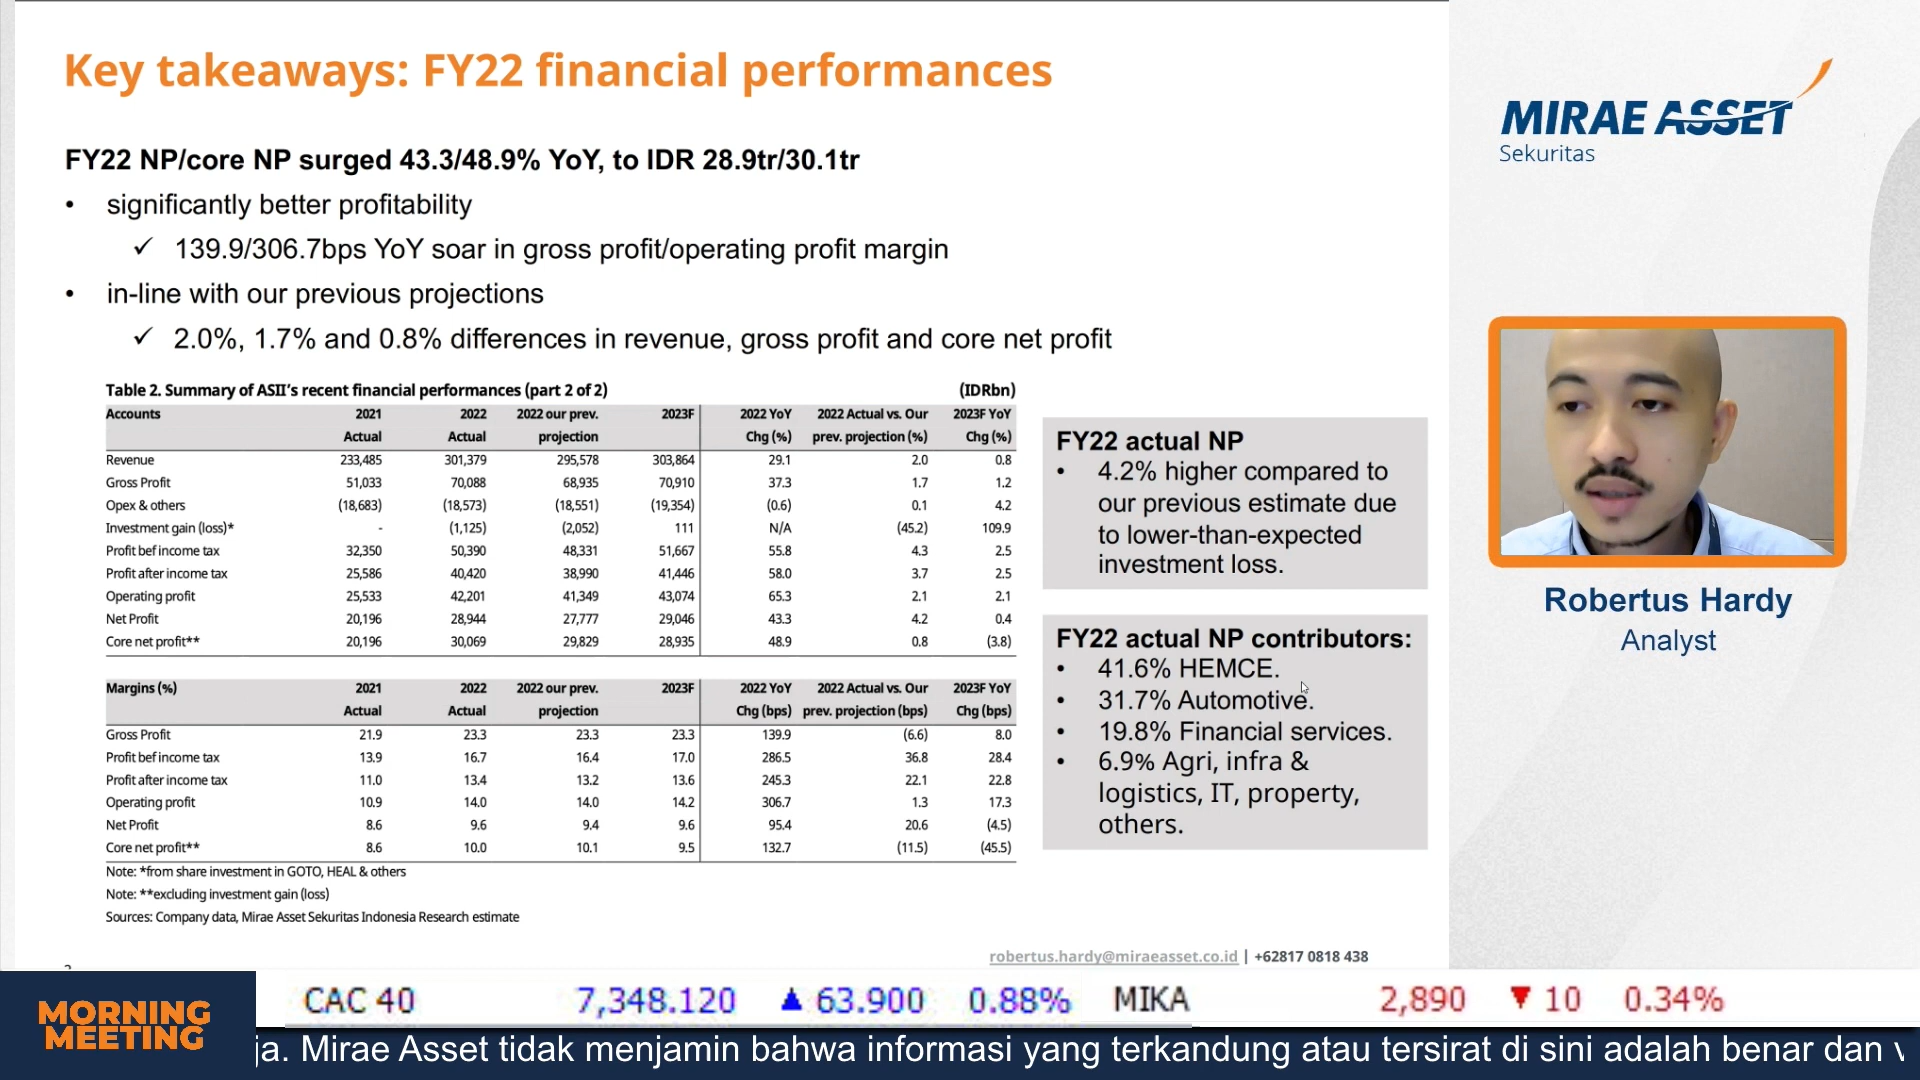 Key takeaways: FY22 financial performances
FY22 NP/core NP surged 43.3/48.9% YoY, to IDR 28.9tr/30.1tr
• significantly better profitability
✓ 139.9/306.7bps YoY soar in gross profit/operating profit margin
• in-line with our previous projections
✓ 2.0%, 1.7% and 0.8% differences in revenue, gross profit and core net profit
Table 2. Summary of ASII's recent financial performances (part 2 of 2) (IDRbn)
Accounts 2021 2022 2022 our prev. 2023F 2022 YoY 2022 Actual vs. Our 2023F YoY
Actual Actual projection Chg (%) prev. projection (%) Chg (%)
Revenue 233,485 301,379 295,578 303,864 29.1 2.0 0.8
Gross Profit 51,033 70,088 68,935 70,910 37.3 1.7 1.2
Opex & others (18,683) (18,573) (18,551) (19,354) (0.6) 0.1 4.2
Investment gain (loss)* - (1,125) (2,052) 111 N/A (45.2) 109.9
Profit bef income tax 32,350 50,390 48,331 51,667 55.8 4.3 2.5
Profit after income tax 25,586 40,420 38,990 41,446 58.0 3.7 2.5
Operating profit 25,533 42,201 41,349 43,074 65.3 2.1 2.1
Net Profit 20,196 28,944 27,777 29,046 43.3 4.2 0.4
Core net profit** 20,196 30,069 29,829 28,935 48.9 0.8 (3.8)
Margins (%) 2021 2022 2022 our prev. 2023F 2022 YoY 2022 Actual vs. Our 2023F YoY
Actual Actual projection Chg (bps) prev. projection (bps) Chg (bps)
Gross Profit 21.9 23.3 23.3 23.3 139.9 (6.6) 8.0
Profit bef income tax 13.9 16.7 16.4 17.0 286.5 36.8 28.4
Profit after income tax 11.0 13.4 13.2 13.6 245.3 22.1 22.8
Operating profit 10.9 14.0 14.0 14.2 306.7 1.3 17.3
Net Profit 8.6 9.6 9.4 9.6 95.4 20.6 (4.5)
Core net profit** 8.6 10.0 10.1 9.5 132.7 (11.5) (45.5)
Note: *from share investment in GOTO, HEAL & others
Note: **excluding investment gain (loss)
Sources: Company data, Mirae Asset Sekuritas Indonesia Research estimate
FY22 actual NP
• 4.2% higher compared to
our previous estimate due
to lower-than-expected
investment loss.
FY22 actual NP contributors:
• 41.6% HEMCE.
• 31.7% Automotive.
• 19.8% Financial services.
• 6.9% Agri, infra &
logistics, IT, property,
others.
robertus.hardy@miraeasset.co.id | +62817 0818 438
MIRAE ASSET
Sekuritas
Robertus Hardy
Analyst
MORNING
MEETING
CAC 40 7,348.120 ▲ 63.900 0.88% MIKA 2,890 ▼ 10 0.34%
ja. Mirae Asset tidak menjamin bahwa informasi yang terkandung atau tersirat di sini adalah benar dan